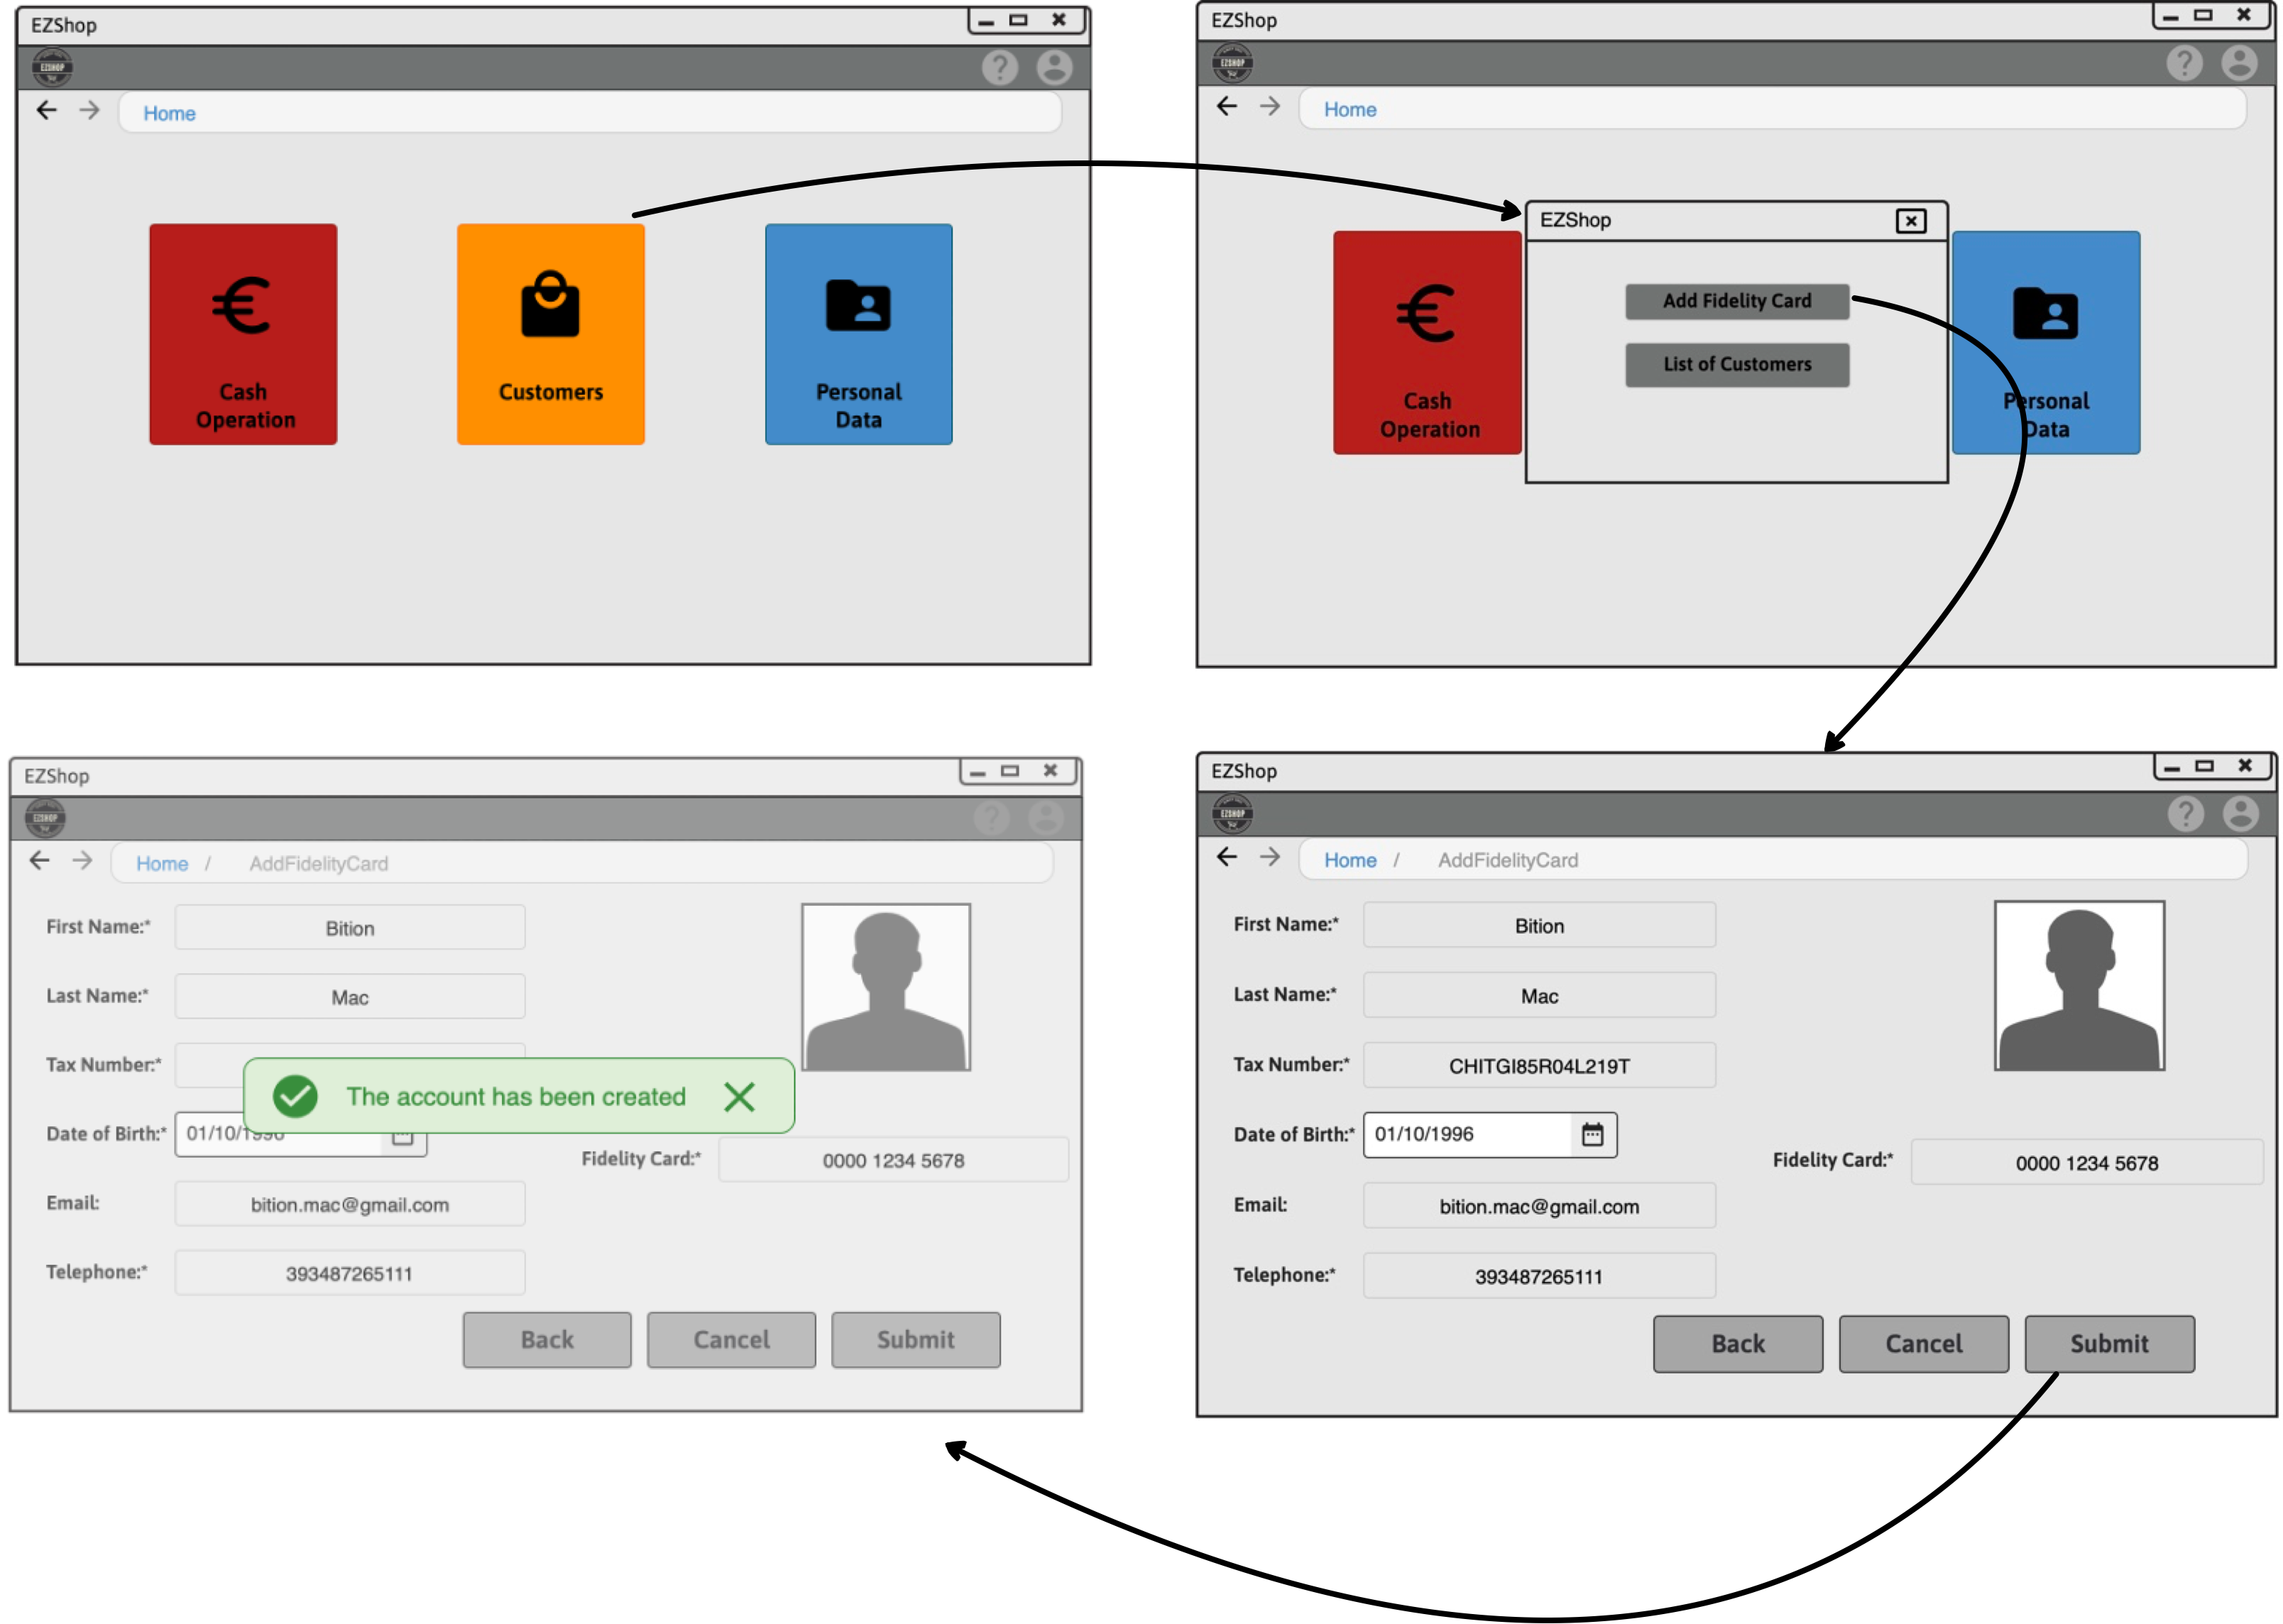 EZShop
EZSHOP
?
Home
Cash
Operation
Customers
Personal
Data
EZShop
EZSHOP
?
Home
EZShop
Add Fidelity Card
List of Customers
Cash
Operation
Personal
Data
EZShop
EZSHOP
?
Home / AddFidelityCard
First Name:* Bition
Last Name:* Mac
Tax Number:*
The account has been created
Date of Birth:* 01/10/1996
Fidelity Card:* 0000 1234 5678
Email: bition.mac@gmail.com
Telephone:* 393487265111
Back Cancel Submit
EZShop
EZSHOP
?
Home / AddFidelityCard
First Name:* Bition
Last Name:* Mac
Tax Number:* CHITGI85R04L219T
Date of Birth:* 01/10/1996
Fidelity Card:* 0000 1234 5678
Email: bition.mac@gmail.com
Telephone:* 393487265111
Back Cancel Submit